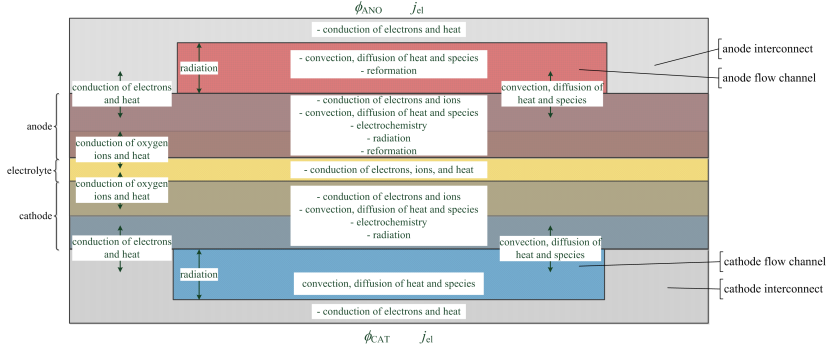 ϕANO jel
- conduction of electrons and heat
anode interconnect
radiation
- convection, diffusion of heat and species
- reformation
anode flow channel
conduction of electrons
and heat
convection, diffusion of
heat and species
anode
- conduction of electrons and ions
- convection, diffusion of heat and species
- electrochemistry
- radiation
- reformation
conduction of oxygen
ions and heat
electrolyte
- conduction of electrons, ions, and heat
conduction of oxygen
ions and heat
cathode
- conduction of electrons and ions
- convection, diffusion of heat and species
- electrochemistry
- radiation
conduction of electrons
and heat
convection, diffusion of
heat and species
cathode flow channel
radiation
convection, diffusion of heat and species
cathode interconnect
- conduction of electrons and heat
ϕCAT jel